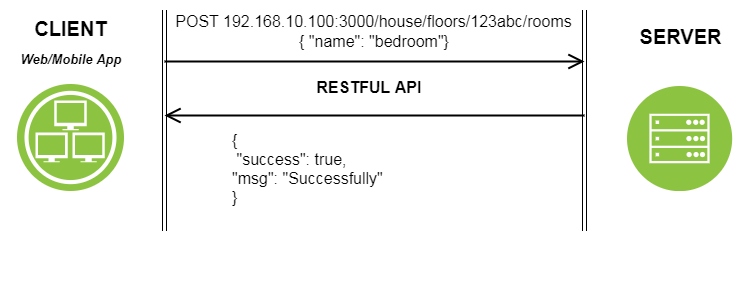 CLIENT
Web/Mobile App
POST 192.168.10.100:3000/house/floors/123abc/rooms
{ "name": "bedroom"}
SERVER
RESTFUL API
{
"success": true,
"msg": "Successfully"
}